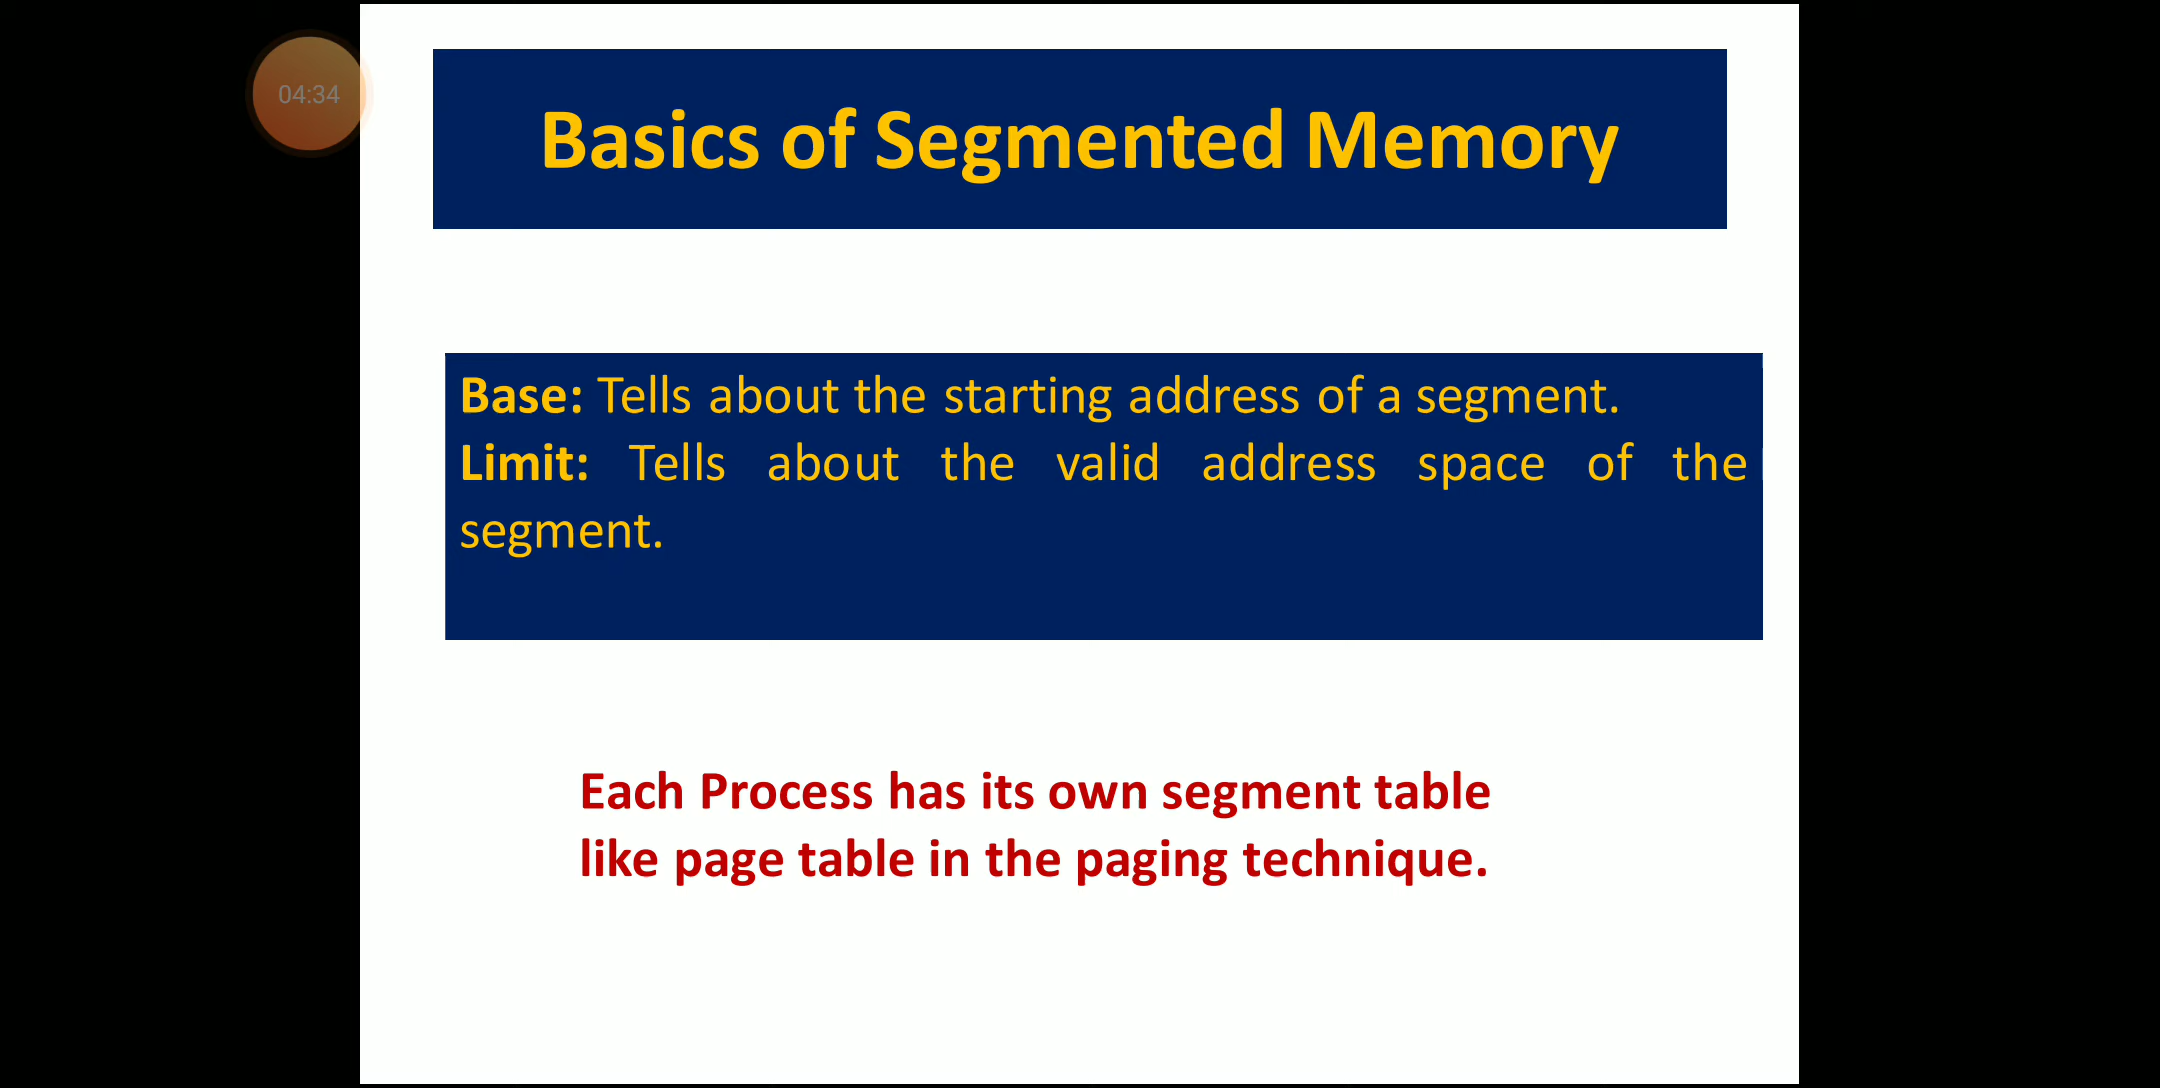 04:34
Basics of Segmented Memory
Base: Tells about the starting address of a segment.
Limit: Tells about the valid address space of the
segment.
Each Process has its own segment table
like page table in the paging technique.